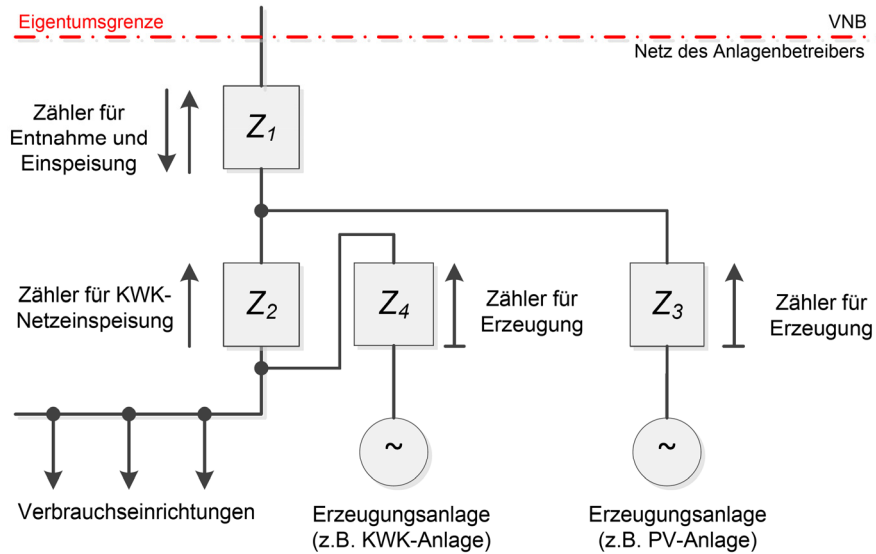 Eigentumsgrenze
VNB
Netz des Anlagenbetreibers
Zähler für
Entnahme und
Einspeisung
Z1
Zähler für KWK-
Netzeinspeisung
Z2
Z4
Zähler für
Erzeugung
Z3
Zähler für
Erzeugung
~
~
Verbrauchseinrichtungen
Erzeugungsanlage
(z.B. KWK-Anlage)
Erzeugungsanlage
(z.B. PV-Anlage)